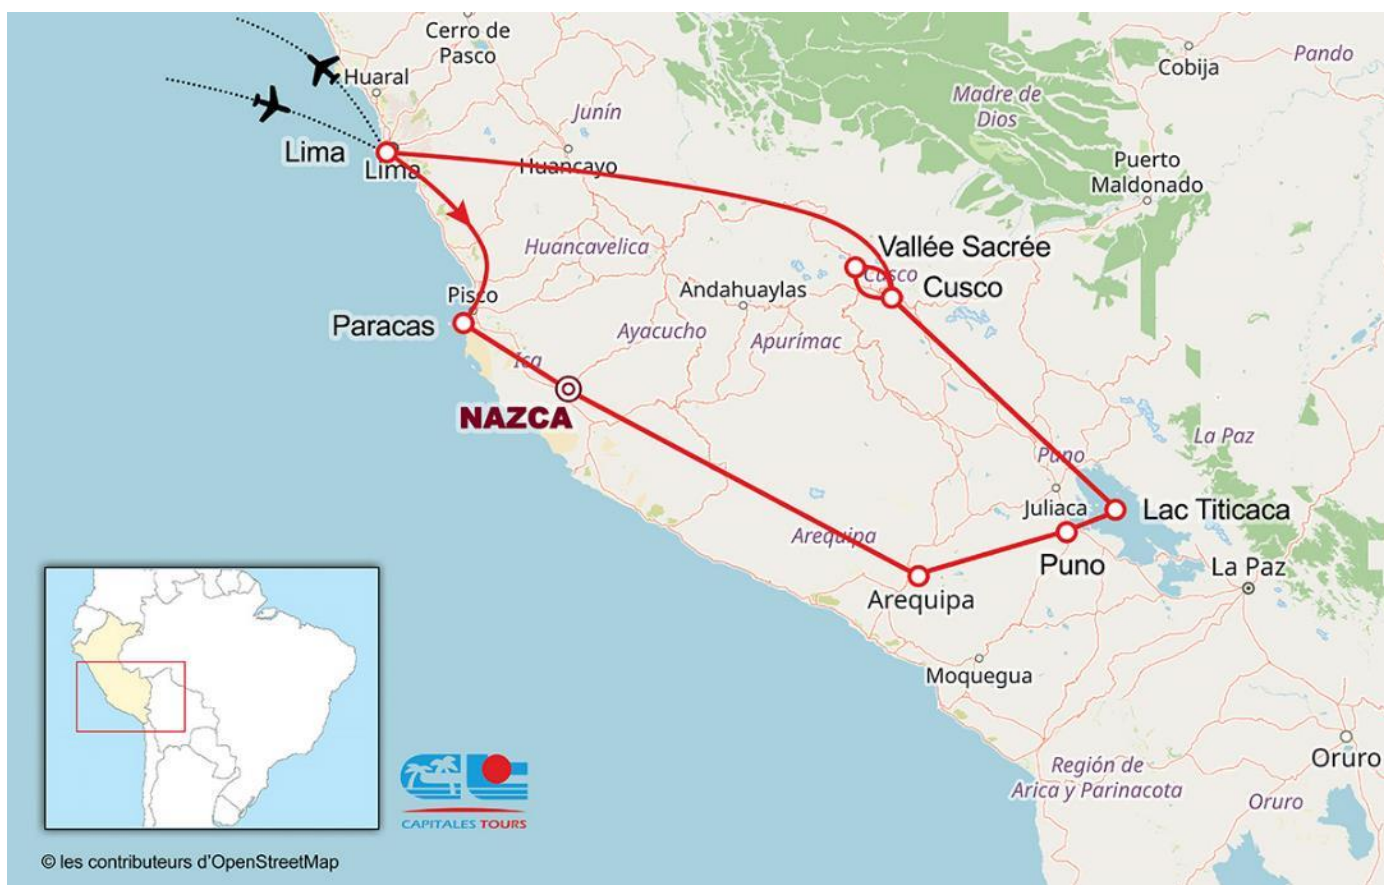 Cerro de
Pasco
Cobija
Pando
Huaral
Madre de
Dios
Junín
Lima
Lima
Huancayo
Puerto
Maldonado
Huancavelica
Vallée Sacrée
Cusco
Cusco
Andahuaylas
Pisco
Paracas
Ayacucho
Apurímac
Ica
NAZCA
La Paz
Puno
Juliaca
Lac Titicaca
Arequipa
Puno
La Paz
Arequipa
Moquegua
Región de
Arica y Parinacota
Oruro
Oruro
CAPITALES TOURS
© les contributeurs d'OpenStreetMap